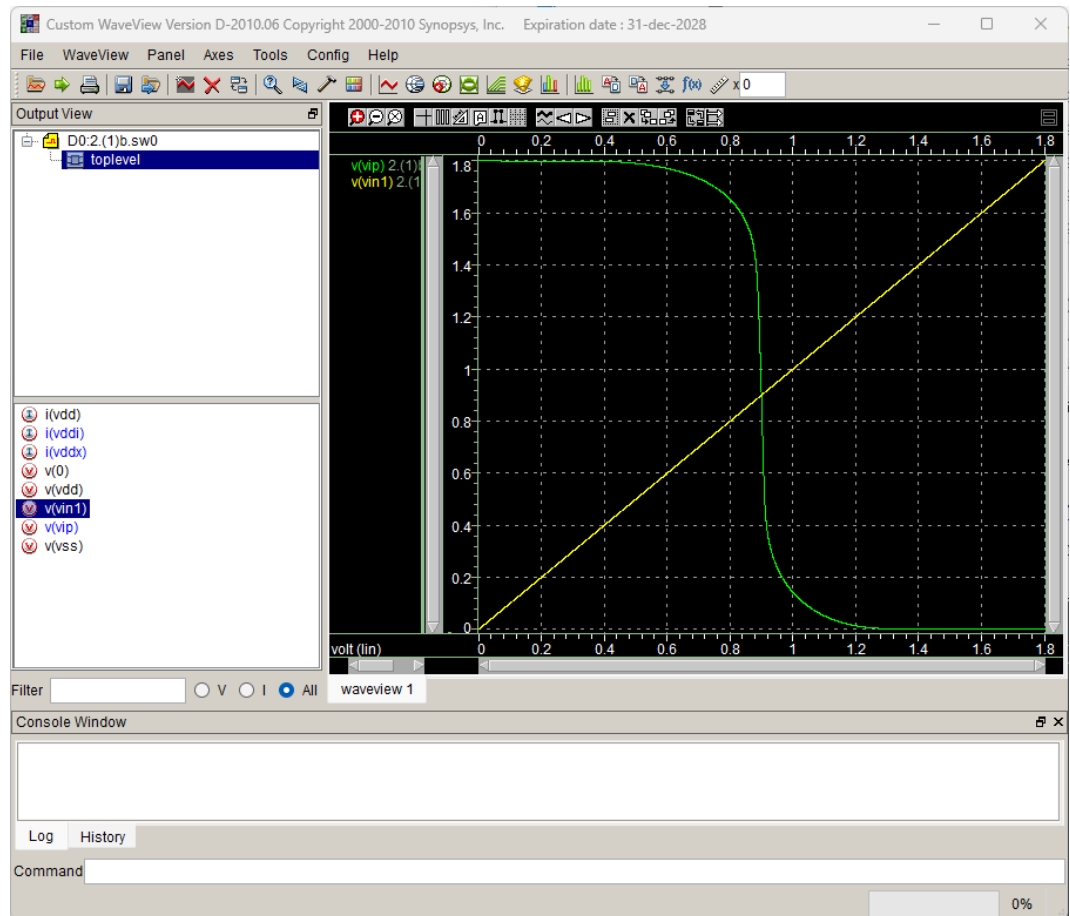 Custom WaveView Version D-2010.06 Copyright 2000-2010 Synopsys, Inc. Expiration date : 31-dec-2028
File WaveView Panel Axes Tools Config Help
f(x) x 0
Output View
D0:2.(1)b.sw0
toplevel
0 0.2 0.4 0.6 0.8 1 1.2 1.4 1.6 1.8
v(vip) 2.(1)
v(vin1) 2.(1
1.8
1.6
1.4
1.2
1
0.8
0.6
0.4
0.2
0
volt (lin) 0 0.2 0.4 0.6 0.8 1 1.2 1.4 1.6 1.8
i(vdd)
i(vddi)
i(vddx)
v(0)
v(vdd)
v(vin1)
v(vip)
v(vss)
Filter V I All waveview 1
Console Window
Log History
Command
0%